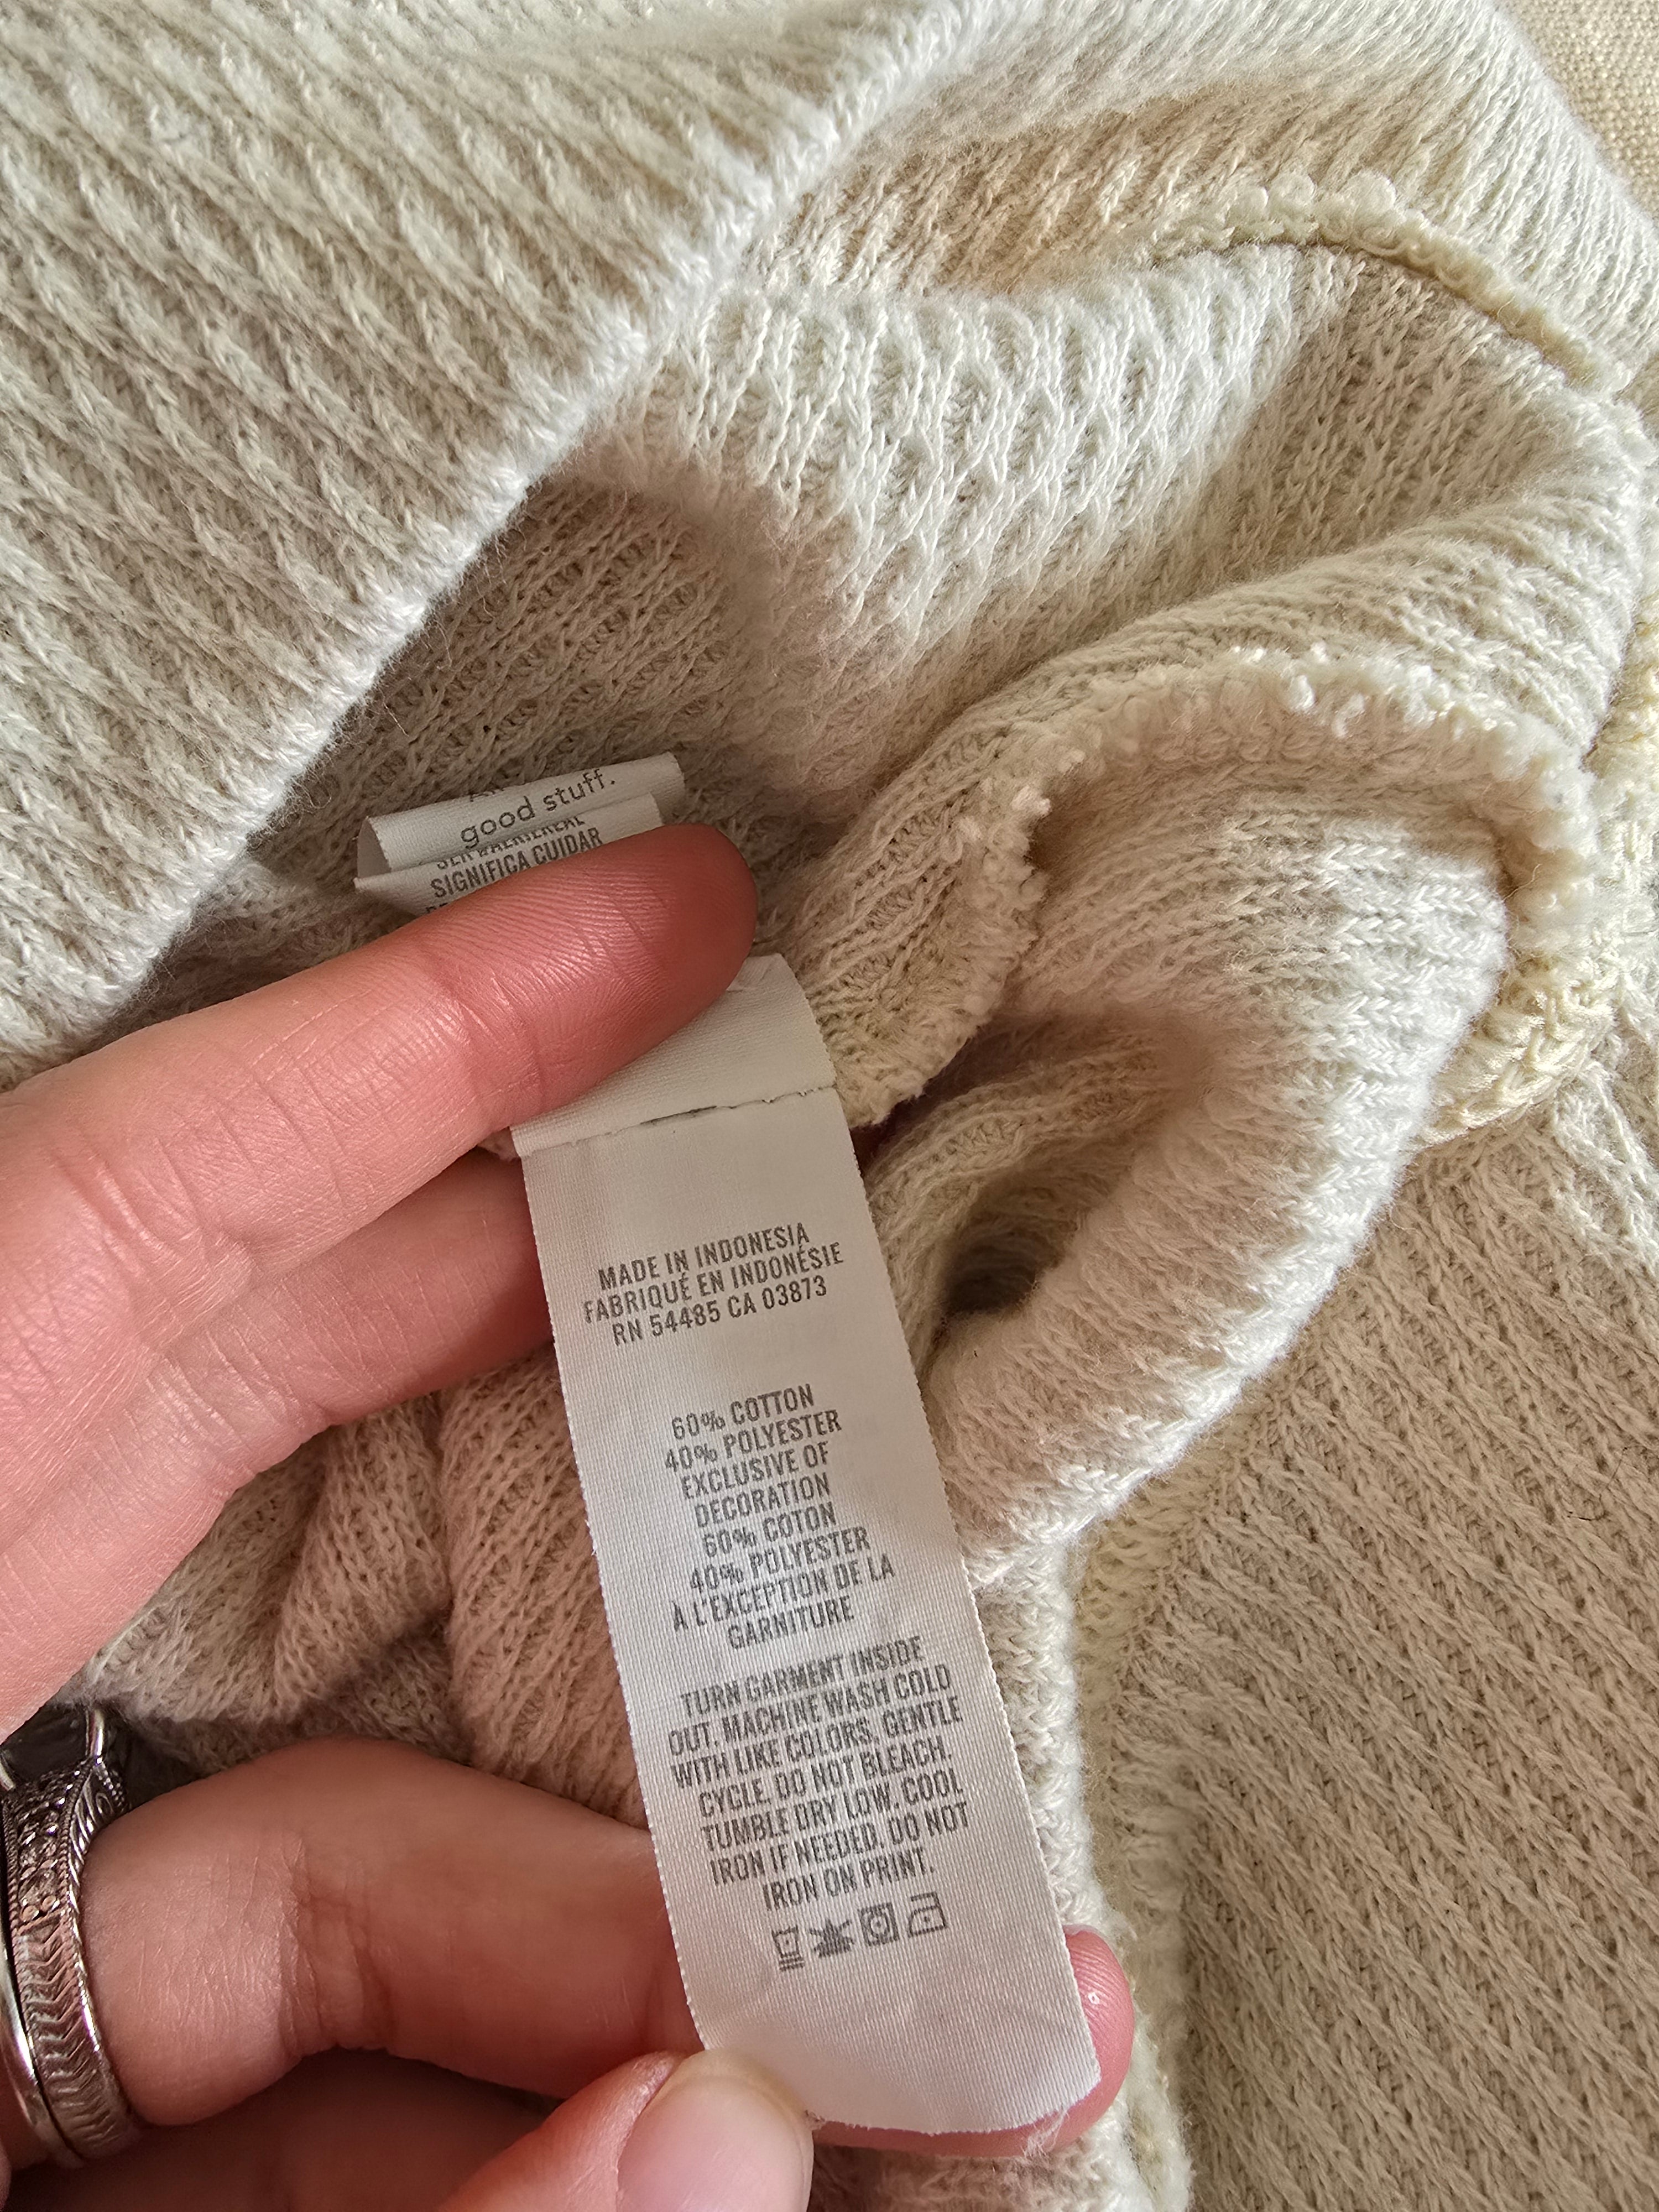 good stuff.
SIGNIFICA CUIDAR
MADE IN INDONESIA
FABRIQUÉ EN INDONÉSIE
RN 54485 CA 03873
60% COTTON
40% POLYESTER
EXCLUSIVE OF
DECORATION
60% COTON
40% POLYESTER
À L'EXCEPTION DE LA
GARNITURE
TURN GARMENT INSIDE
OUT. MACHINE WASH COLD
WITH LIKE COLORS, GENTLE
CYCLE. DO NOT BLEACH.
TUMBLE DRY LOW. COOL
IRON IF NEEDED. DO NOT
IRON ON PRINT.